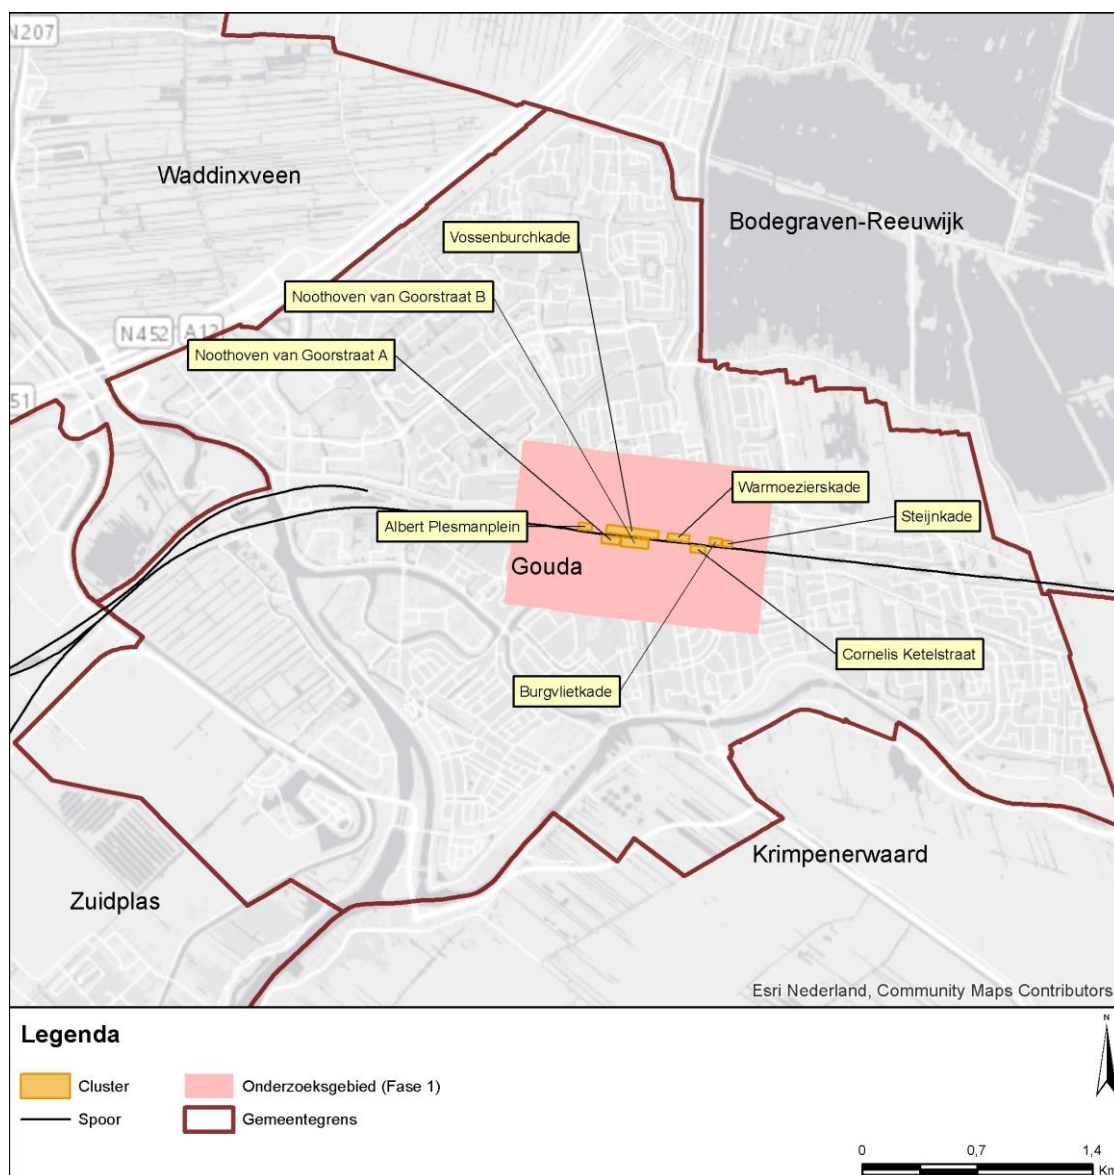 N207
Waddinxveen
Vossenburchkade
Bodegraven-Reeuwijk
Noothoven van Goorstraat B
N452
A12
Noothoven van Goorstraat A
51
Warmoezierskade
Albert Plesmanplein
Steijnkade
Gouda
Cornelis Ketelstraat
Burgvlietkade
Krimpenerwaard
Zuidplas
Esri Nederland, Community Maps Contributors
Legenda
N
Cluster
Onderzoeksgebied (Fase 1)
Spoor
Gemeentegrens
0 0,7 1,4
Km